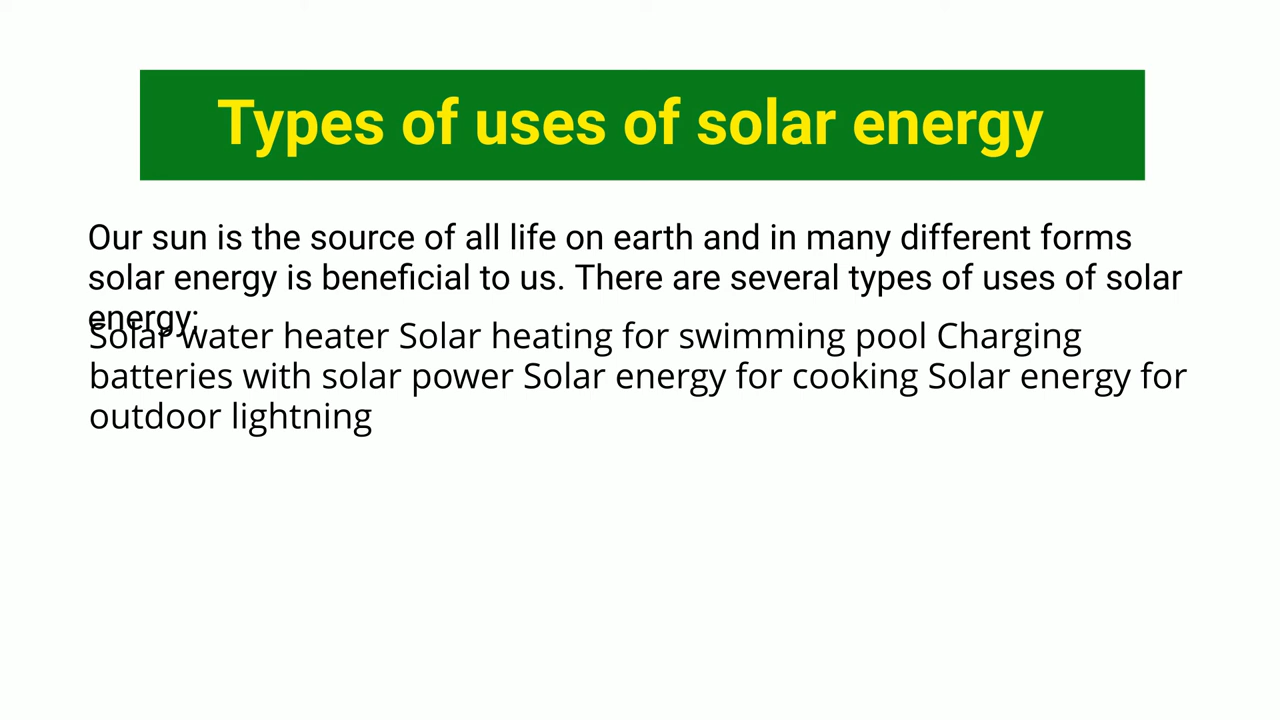 Types of uses of solar energy
Our sun is the source of all life on earth and in many different forms
solar energy is beneficial to us. There are several types of uses of solar
energy:
Solar water heater Solar heating for swimming pool Charging
batteries with solar power Solar energy for cooking Solar energy for
outdoor lightning